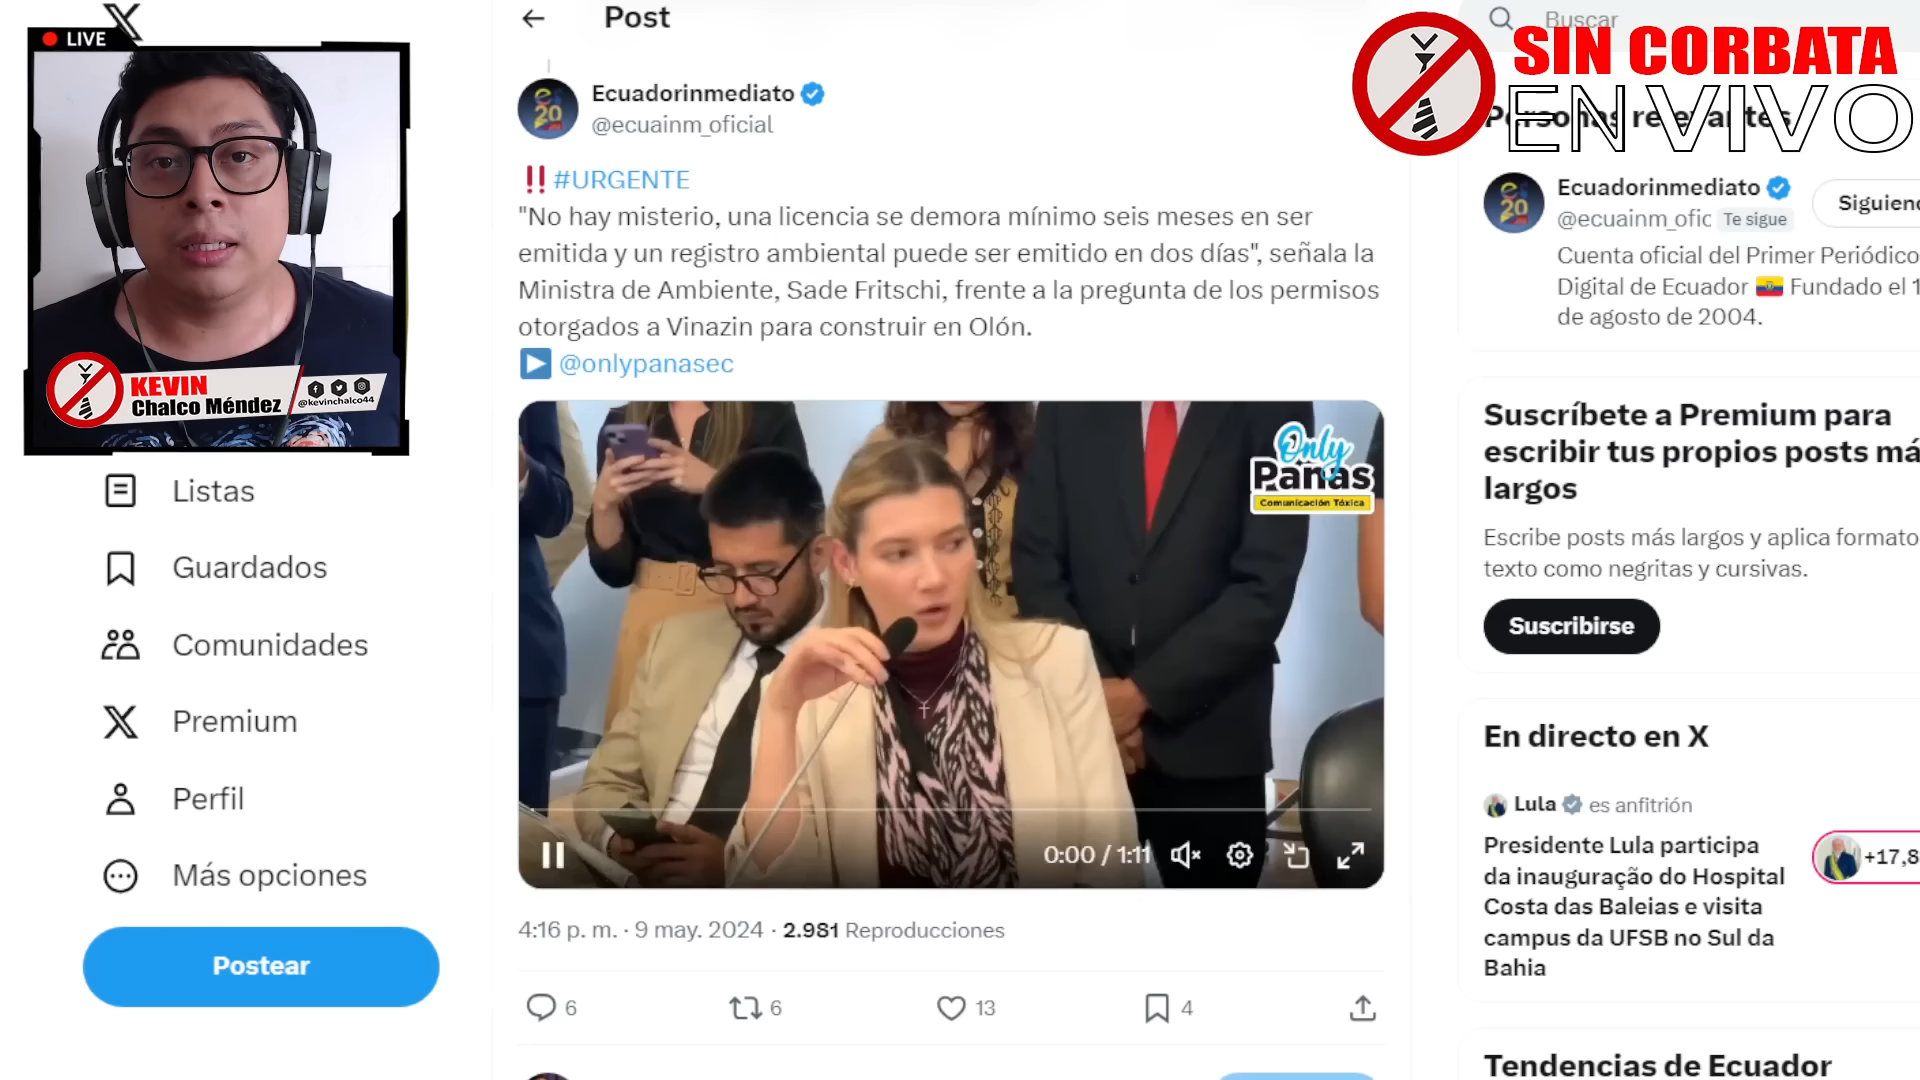 LIVE
KEVIN
Chalco Méndez
@kevinchalco44
Listas
Guardados
Comunidades
Premium
Perfil
Más opciones
Postear
Post
Ecuadorinmediato
@ecuainm_oficial
‼️ #URGENTE
"No hay misterio, una licencia se demora mínimo seis meses en ser
emitida y un registro ambiental puede ser emitido en dos días", señala la
Ministra de Ambiente, Sade Fritschi, frente a la pregunta de los permisos
otorgados a Vinazin para construir en Olón.
@onlypanasec
Only
Panas
Comunicación Tóxica
0:00 / 1:11
4:16 p. m. · 9 may. 2024 · 2.981 Reproducciones
6
6
13
4
Buscar
SIN CORBATA
EN VIVO
Personas relevantes
Ecuadorinmediato
Siguiend
@ecuainm_ofic Te sigue
Cuenta oficial del Primer Periódico
Digital de Ecuador 🇪🇨 Fundado el 1
de agosto de 2004.
Suscríbete a Premium para
escribir tus propios posts má
largos
Escribe posts más largos y aplica formato
texto como negritas y cursivas.
Suscribirse
En directo en X
Lula es anfitrión
Presidente Lula participa
da inauguração do Hospital
Costa das Baleias e visita
campus da UFSB no Sul da
Bahia
+17,8
Tendencias de Ecuador